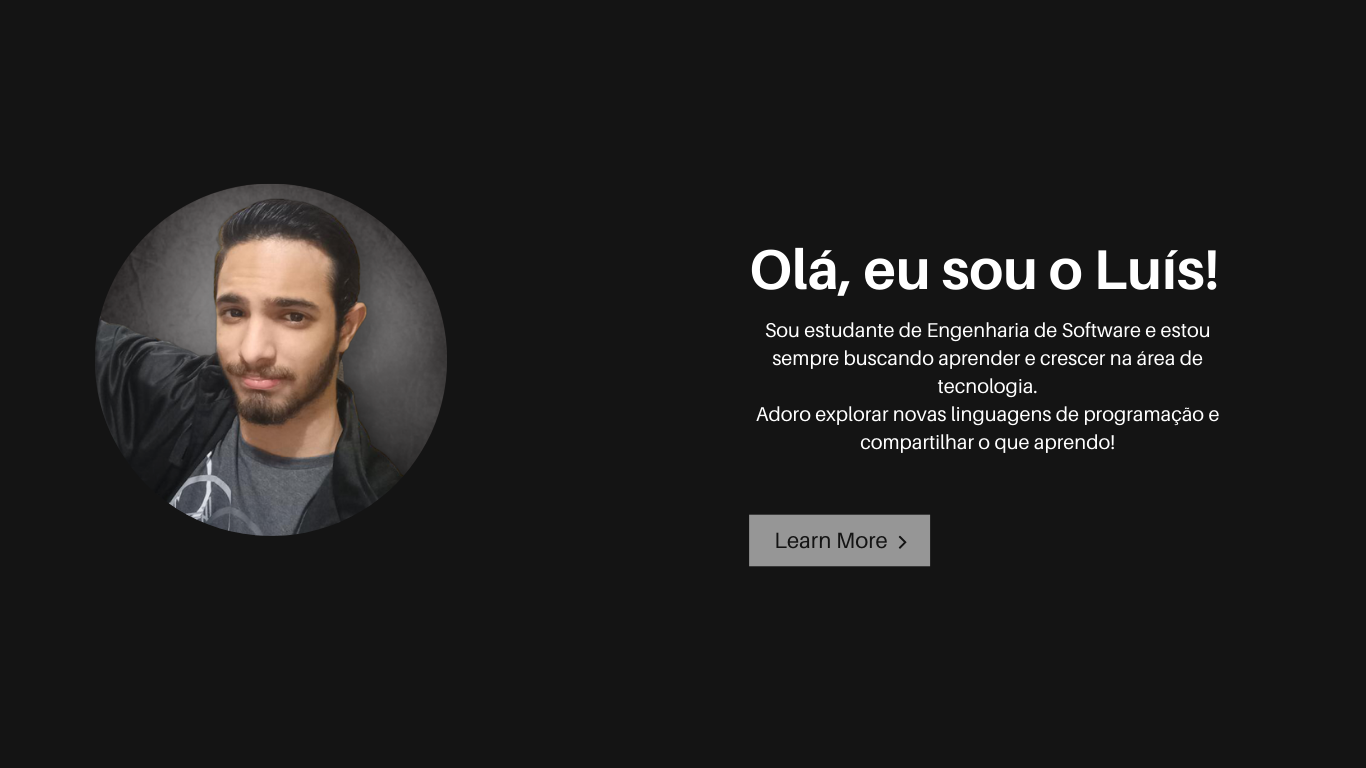 Olá, eu sou o Luís!
Sou estudante de Engenharia de Software e estou
sempre buscando aprender e crescer na área de
tecnologia.
Adoro explorar novas linguagens de programação e
compartilhar o que aprendo!
Learn More